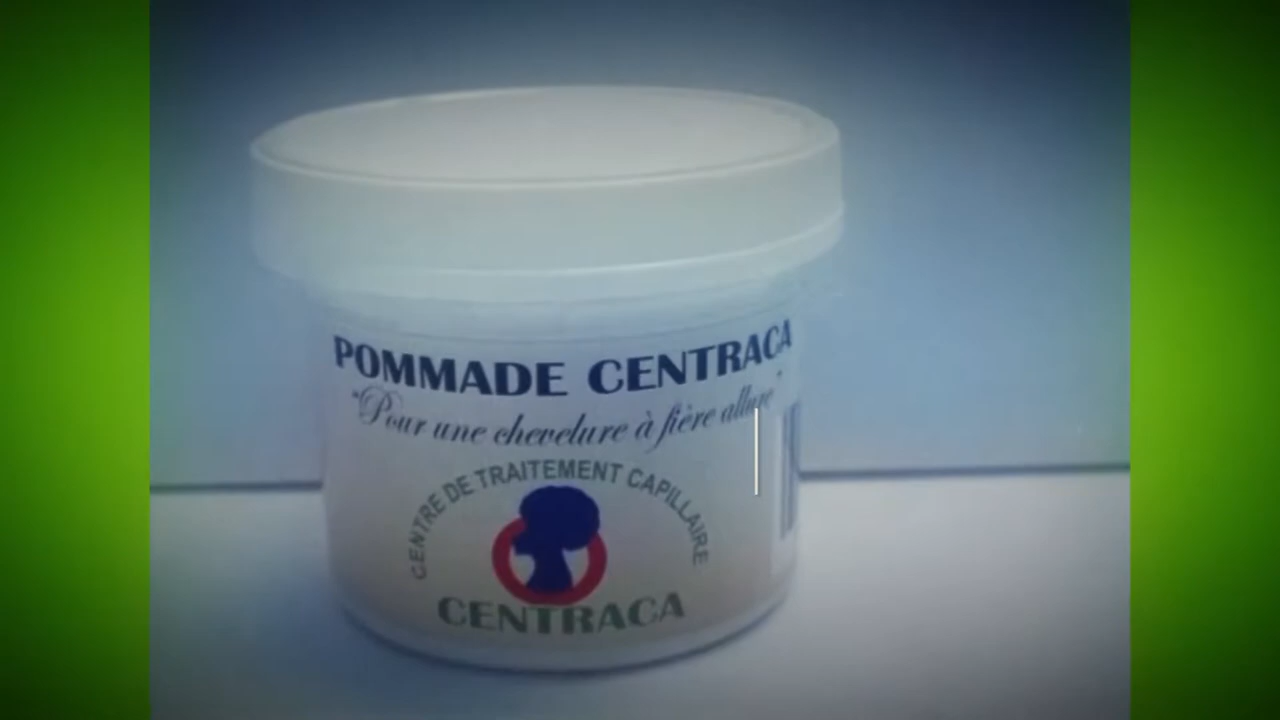 POMMADE CENTRACA
"Pour une chevelure à fière allure"
CENTRE DE TRAITEMENT CAPILLAIRE
CENTRACA